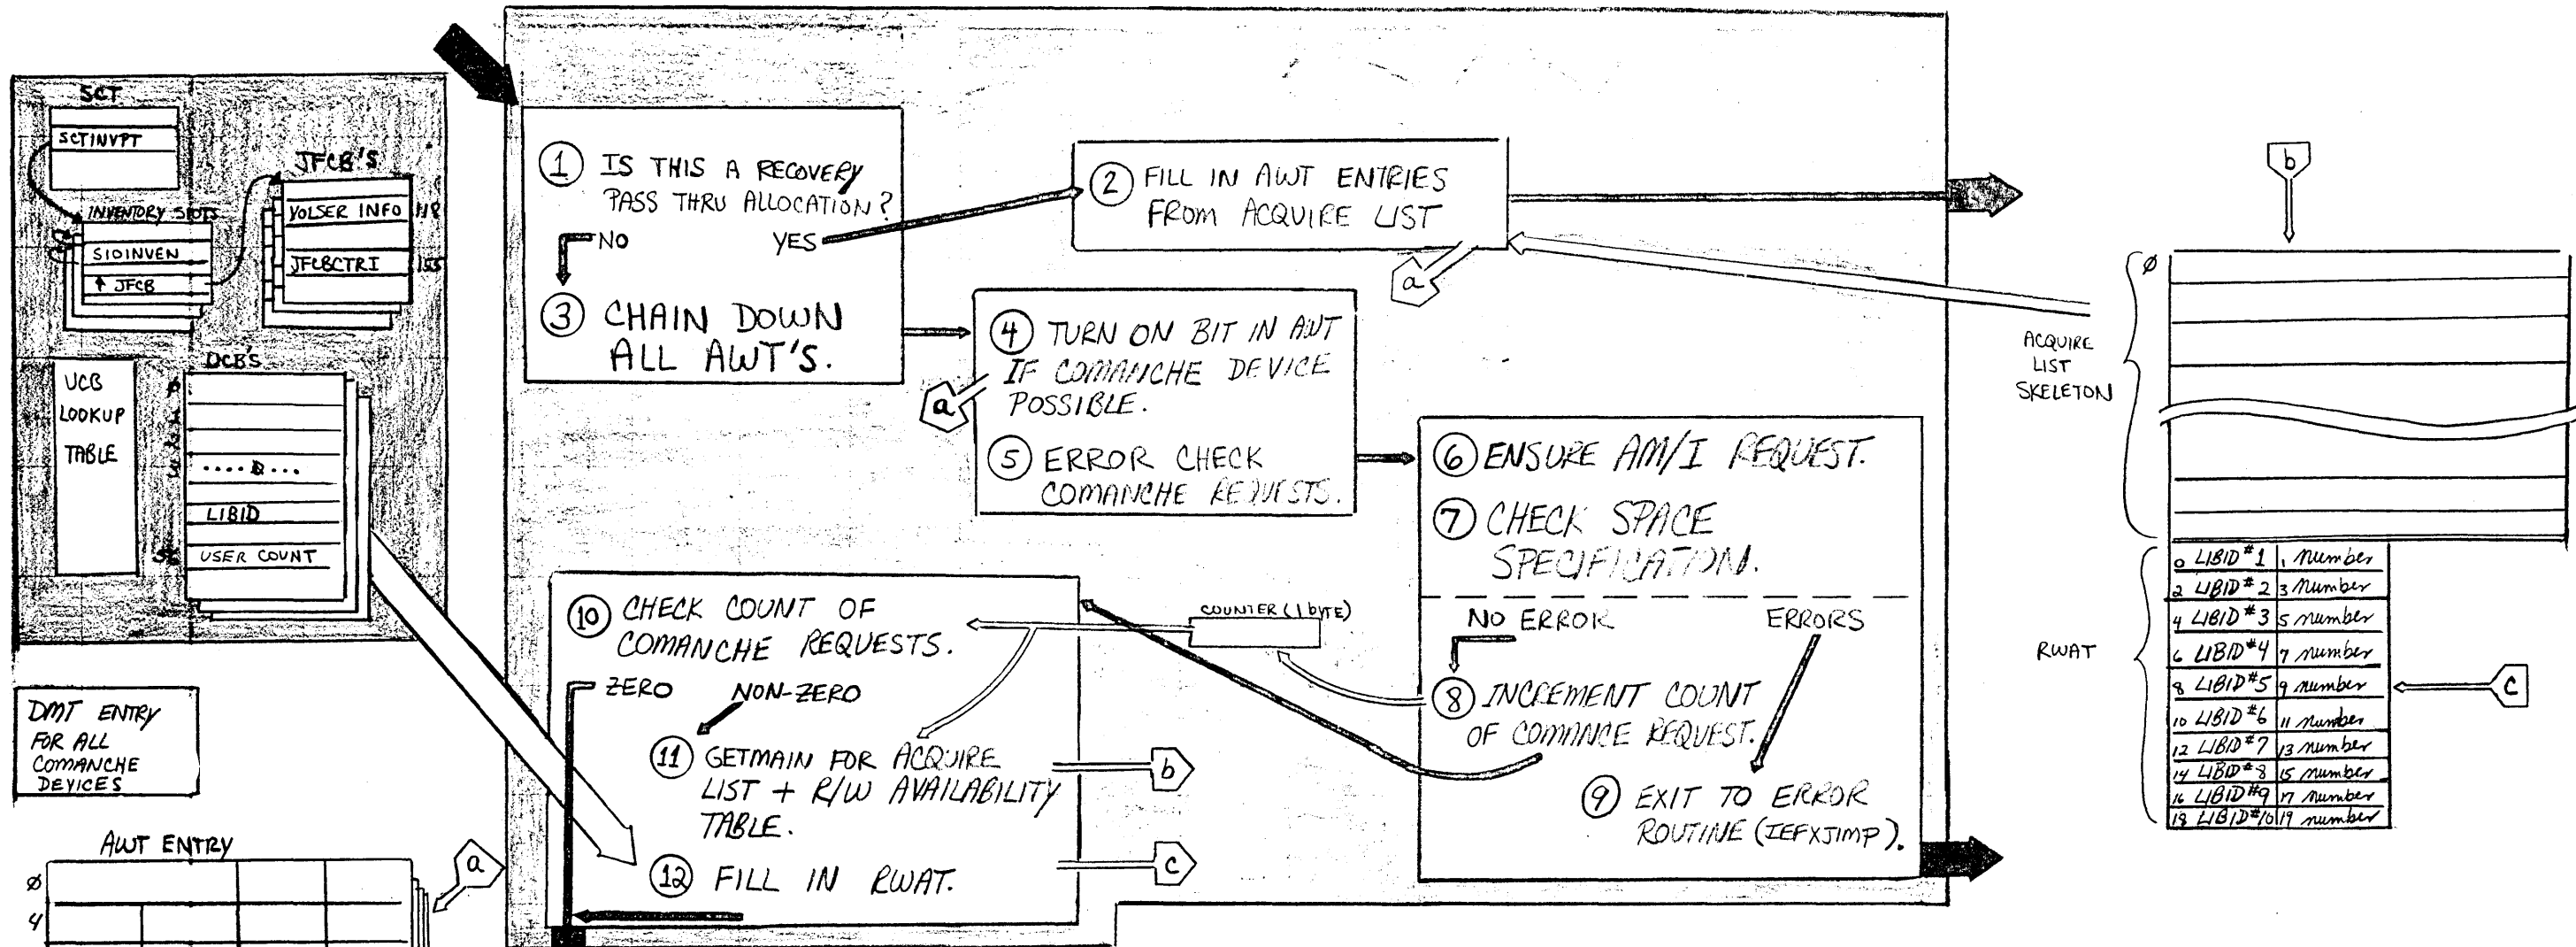 SCT
SCTINVPT
JFCB'S
INVENTORY SLOTS
VOLSER INFO
118
SIOINVEN
JFCBCTRI
↑ JFCB
UCB
LOOKUP
TABLE
UCB'S
LIBID
USER COUNT
DMT ENTRY
FOR ALL
COMANCHE
DEVICES
AWT ENTRY
Ø
4
a
① IS THIS A RECOVERY
PASS THRU ALLOCATION?
NO
YES
③ CHAIN DOWN
ALL AWT'S.
② FILL IN AWT ENTRIES
FROM ACQUIRE LIST
a
④ TURN ON BIT IN AWT
IF COMANCHE DEVICE
POSSIBLE.
a
⑤ ERROR CHECK
COMANCHE REQUESTS.
⑥ ENSURE AM/I REQUEST.
⑦ CHECK SPACE
SPECIFICATION.
NO ERROR
ERRORS
⑧ INCREMENT COUNT
OF COMANCE REQUEST.
⑨ EXIT TO ERROR
ROUTINE (IEFXJIMP).
COUNTER (1 BYTE)
⑩ CHECK COUNT OF
COMANCHE REQUESTS.
ZERO
NON-ZERO
⑪ GETMAIN FOR ACQUIRE
LIST + R/W AVAILABILITY
TABLE.
b
⑫ FILL IN RWAT.
c
b
Ø
ACQUIRE
LIST
SKELETON
RWAT
0 LIBID #1 1 number
2 LIBID #2 3 number
4 LIBID #3 5 number
6 LIBID #4 7 number
8 LIBID #5 9 number
10 LIBID #6 11 number
12 LIBID #7 13 number
14 LIBID #8 15 number
16 LIBID #9 17 number
18 LIBID #10 19 number
c